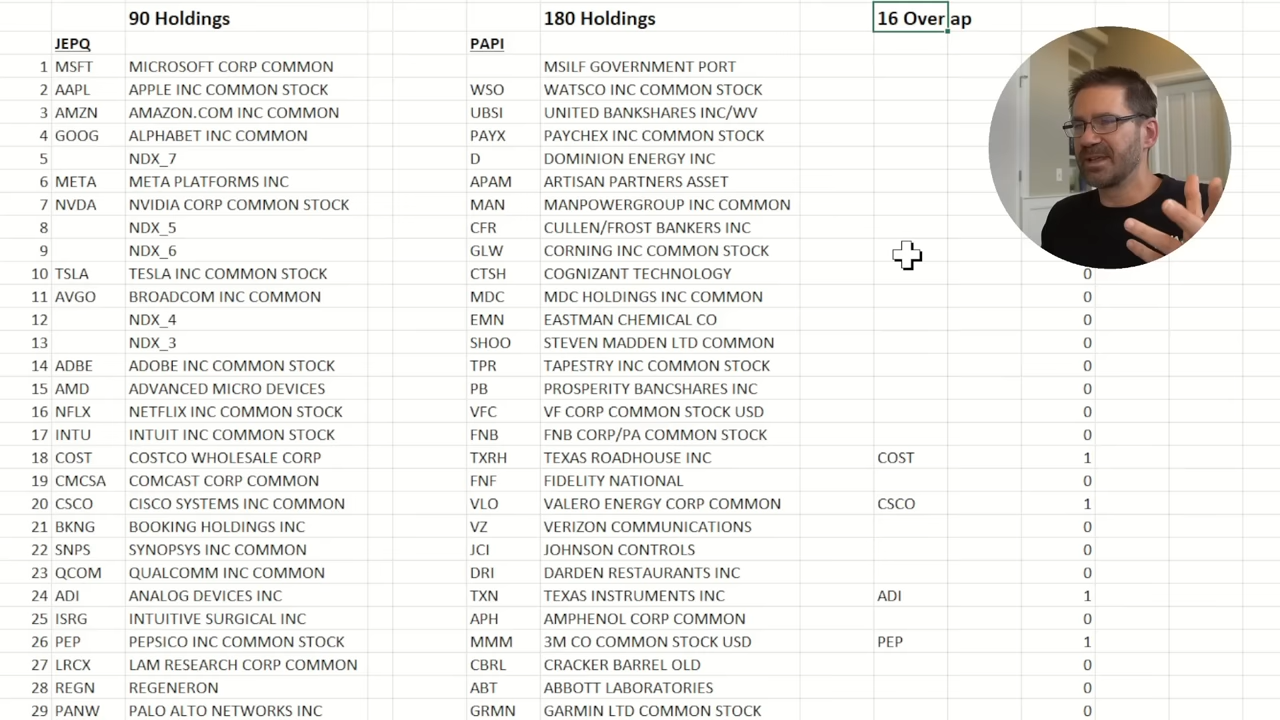 90 Holdings 180 Holdings 16 Over ap
JEPQ PAPI
1 MSFT MICROSOFT CORP COMMON MSILF GOVERNMENT PORT
2 AAPL APPLE INC COMMON STOCK WSO WATSCO INC COMMON STOCK
3 AMZN AMAZON.COM INC COMMON UBSI UNITED BANKSHARES INC/WV
4 GOOG ALPHABET INC COMMON PAYX PAYCHEX INC COMMON STOCK
5 NDX_7 D DOMINION ENERGY INC
6 META META PLATFORMS INC APAM ARTISAN PARTNERS ASSET
7 NVDA NVIDIA CORP COMMON STOCK MAN MANPOWERGROUP INC COMMON
8 NDX_5 CFR CULLEN/FROST BANKERS INC
9 NDX_6 GLW CORNING INC COMMON STOCK
10 TSLA TESLA INC COMMON STOCK CTSH COGNIZANT TECHNOLOGY 0
11 AVGO BROADCOM INC COMMON MDC MDC HOLDINGS INC COMMON 0
12 NDX_4 EMN EASTMAN CHEMICAL CO 0
13 NDX_3 SHOO STEVEN MADDEN LTD COMMON 0
14 ADBE ADOBE INC COMMON STOCK TPR TAPESTRY INC COMMON STOCK 0
15 AMD ADVANCED MICRO DEVICES PB PROSPERITY BANCSHARES INC 0
16 NFLX NETFLIX INC COMMON STOCK VFC VF CORP COMMON STOCK USD 0
17 INTU INTUIT INC COMMON STOCK FNB FNB CORP/PA COMMON STOCK 0
18 COST COSTCO WHOLESALE CORP TXRH TEXAS ROADHOUSE INC COST 1
19 CMCSA COMCAST CORP COMMON FNF FIDELITY NATIONAL 0
20 CSCO CISCO SYSTEMS INC COMMON VLO VALERO ENERGY CORP COMMON CSCO 1
21 BKNG BOOKING HOLDINGS INC VZ VERIZON COMMUNICATIONS 0
22 SNPS SYNOPSYS INC COMMON JCI JOHNSON CONTROLS 0
23 QCOM QUALCOMM INC COMMON DRI DARDEN RESTAURANTS INC 0
24 ADI ANALOG DEVICES INC TXN TEXAS INSTRUMENTS INC ADI 1
25 ISRG INTUITIVE SURGICAL INC APH AMPHENOL CORP COMMON 0
26 PEP PEPSICO INC COMMON STOCK MMM 3M CO COMMON STOCK USD PEP 1
27 LRCX LAM RESEARCH CORP COMMON CBRL CRACKER BARREL OLD 0
28 REGN REGENERON ABT ABBOTT LABORATORIES 0
29 PANW PALO ALTO NETWORKS INC GRMN GARMIN LTD COMMON STOCK 0